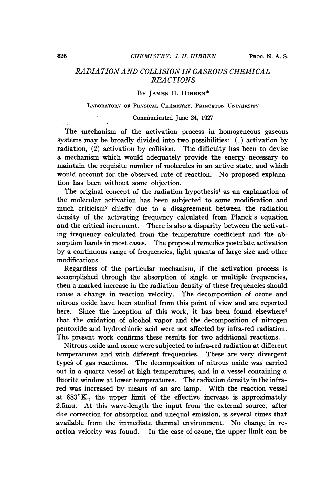 826 CHEMISTRY: J. H. HIBBEN PROC. N. A. S.
RADIATION AND COLLISION IN GASEOUS CHEMICAL
REACTIONS
BY JAMES H. HIBBEN*
LABORATORY OF PHYSICAL CHEMISTRY, PRINCETON UNIVERSITY
Communicated June 24, 1927
The mechanism of the activation process in homogeneous gaseous
systems may be broadly divided into two possibilities: (1) activation by
radiation, (2) activation by collision. The difficulty has been to devise
a mechanism which would adequately provide the energy necessary to
maintain the requisite number of molecules in an active state, and which
would account for the observed rate of reaction. No proposed explana-
tion has been without some objection.
The original concept of the radiation hypothesis¹ as an explanation of
the molecular activation has been subjected to some modification and
much criticism² chiefly due to a disagreement between the radiation
density of the activating frequency calculated from Planck's equation
and the critical increment. There is also a disparity between the activat-
ing frequency calculated from the temperature coefficient and the ab-
sorption bands in most cases. The proposed remedies postulate activation
by a continuous range of frequencies, light quanta of large size and other
modifications.
Regardless of the particular mechanism, if the activation process is
accomplished through the absorption of single or multiple frequencies,
then a marked increase in the radiation density of these frequencies should
cause a change in reaction velocity. The decomposition of ozone and
nitrous oxide have been studied from this point of view and are reported
here. Since the inception of this work, it has been found elsewhere³
that the oxidation of alcohol vapor and the decomposition of nitrogen
pentoxide and hydrochloric acid were not affected by infra-red radiation.
The present work confirms these results for two additional reactions.
Nitrous oxide and ozone were subjected to infra-red radiation at different
temperatures and with different frequencies. These are very divergent
types of gas reactions. The decomposition of nitrous oxide was carried
out in a quartz vessel at high temperatures, and in a vessel containing a
fluorite window at lower temperatures. The radiation density in the infra-
red was increased by means of an arc lamp. With the reaction vessel
at 883°K., the upper limit of the effective increase is approximately
2.5mμ. At this wave-length the input from the external source, after
due correction for absorption and unequal emission, is several times that
available from the immediate thermal environment. No change in re-
action velocity was found. In the case of ozone, the upper limit can be